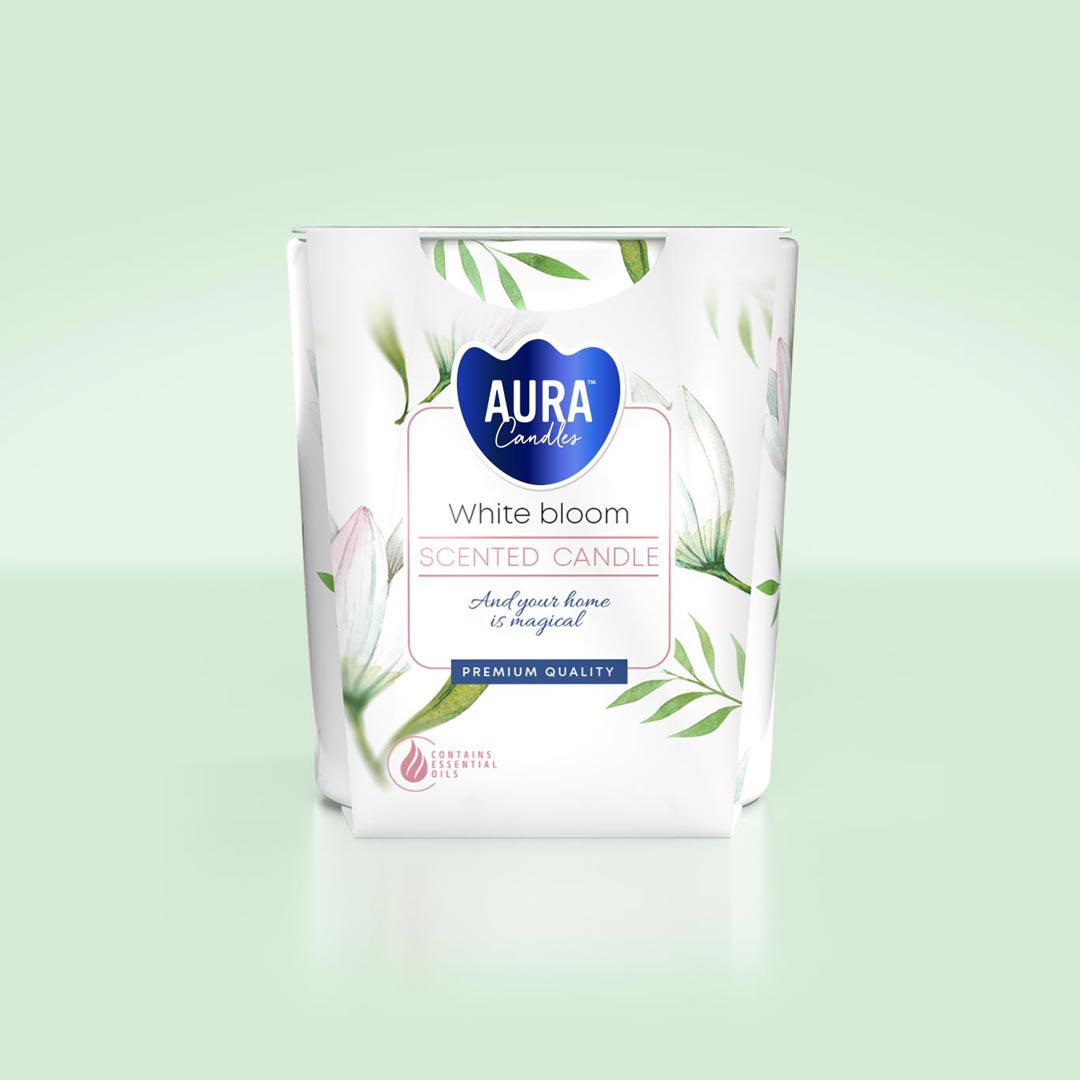 AURA™
Candles
White bloom
SCENTED CANDLE
And your home
is magical
PREMIUM QUALITY
CONTAINS
ESSENTIAL
OILS